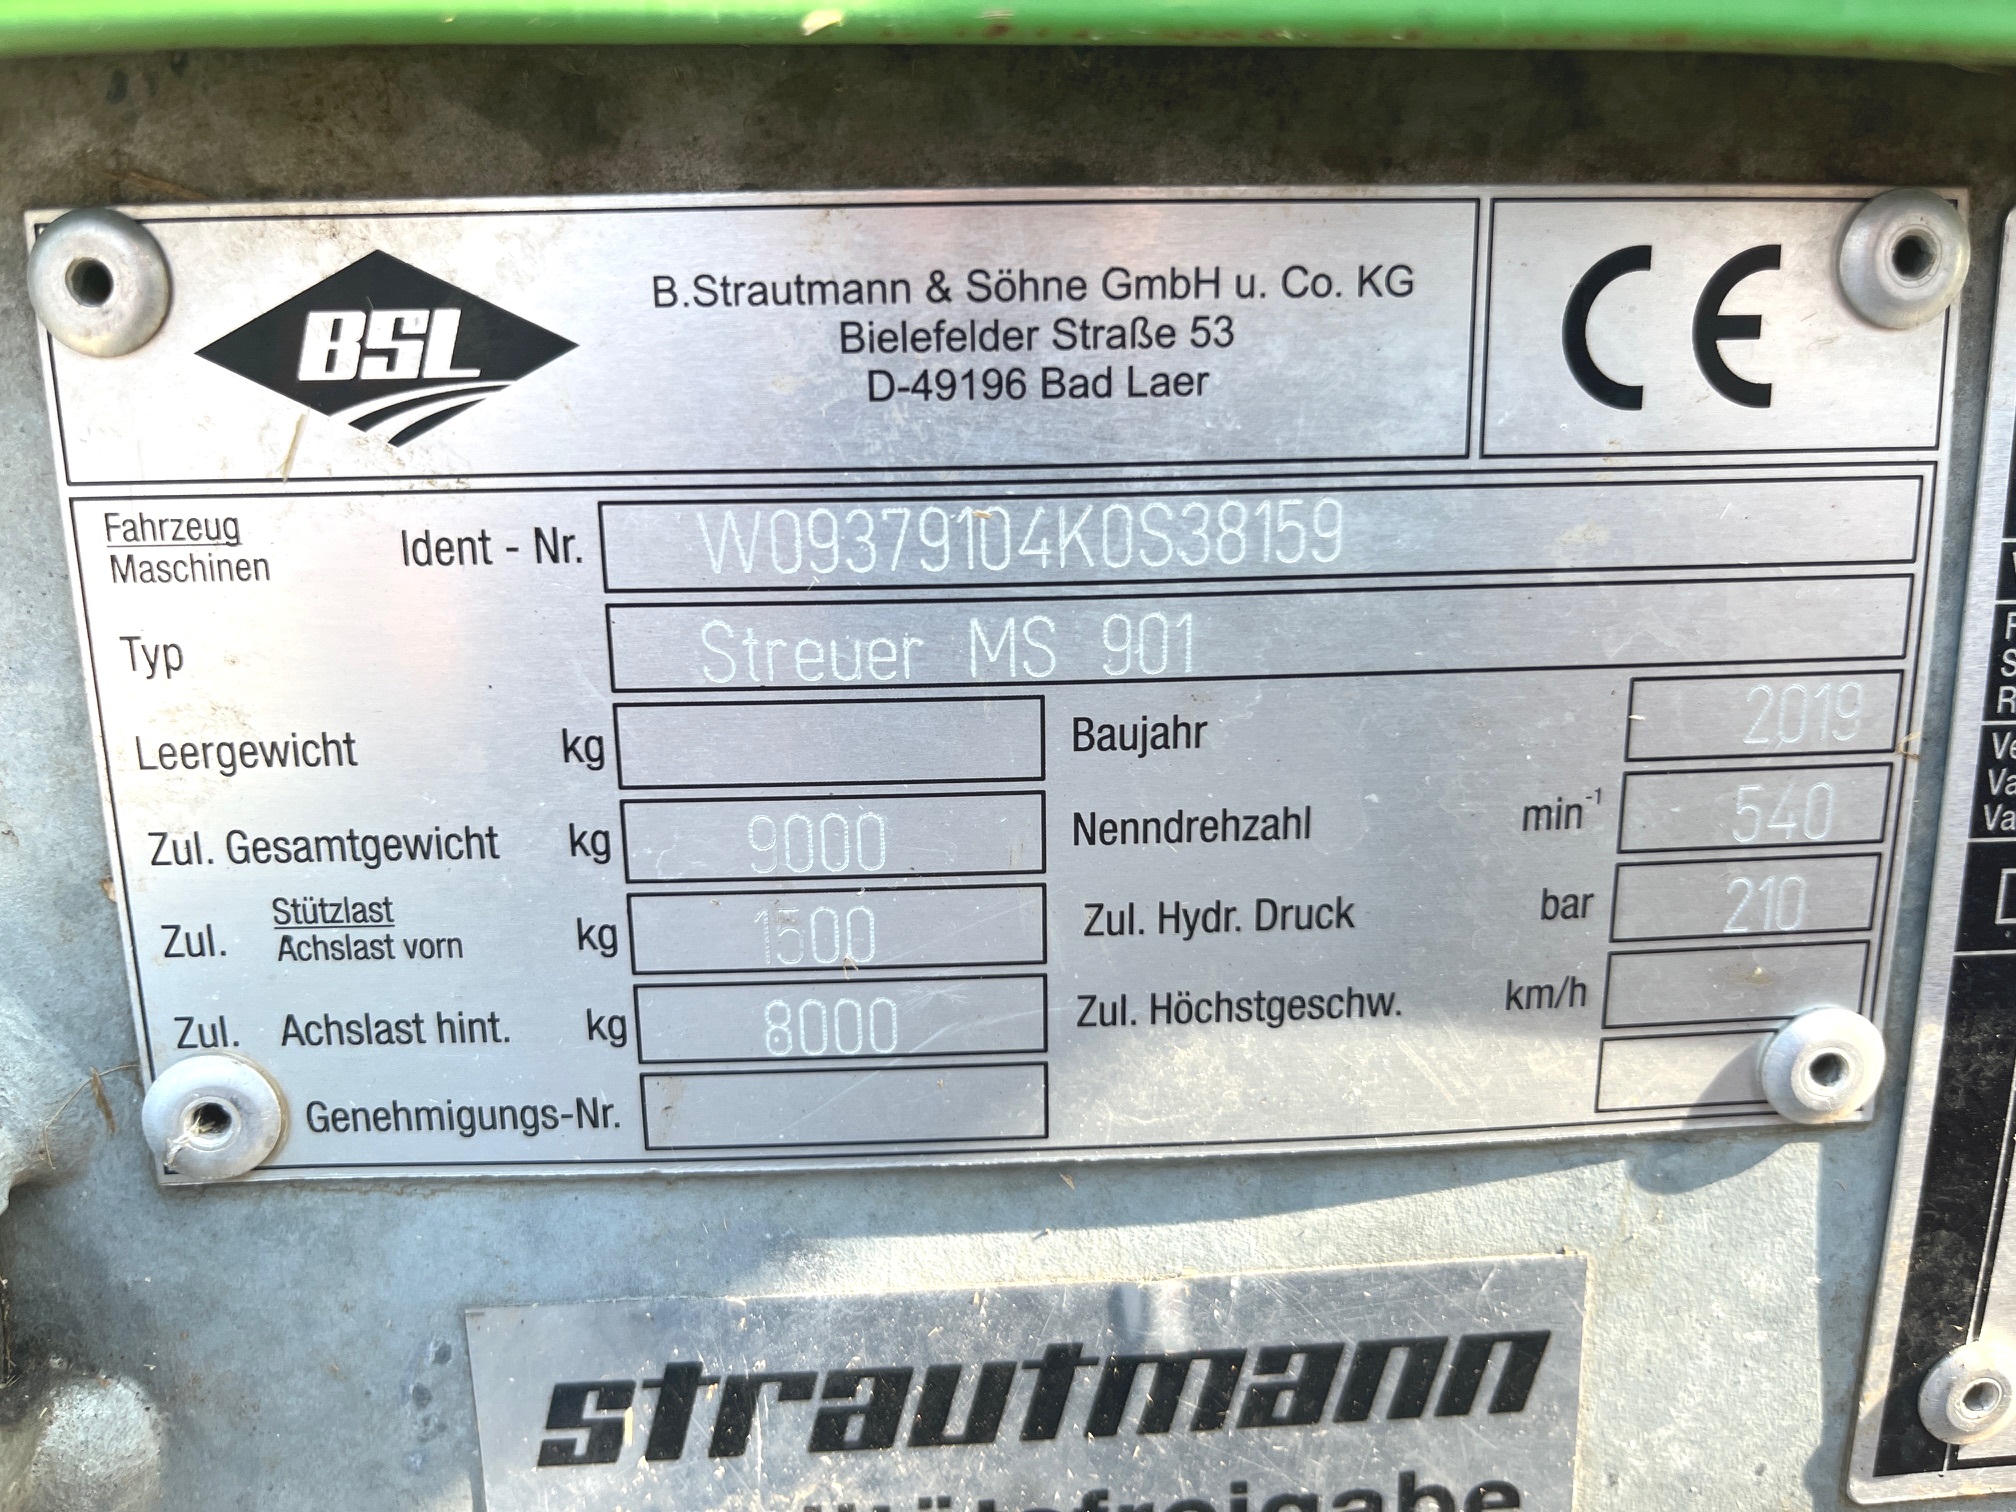 BSL
B.Strautmann & Söhne GmbH u. Co. KG
Bielefelder Straße 53
D-49196 Bad Laer
CE
Fahrzeug
Maschinen
Ident - Nr.
W09379104K0S38159
Typ
Streuer MS 901
Leergewicht kg
Baujahr 2019
Zul. Gesamtgewicht kg 9000
Nenndrehzahl min⁻¹ 540
Zul. Stützlast
Achslast vorn kg 1500
Zul. Hydr. Druck bar 210
Zul. Achslast hint. kg 8000
Zul. Höchstgeschw. km/h
Genehmigungs-Nr.
strautmann